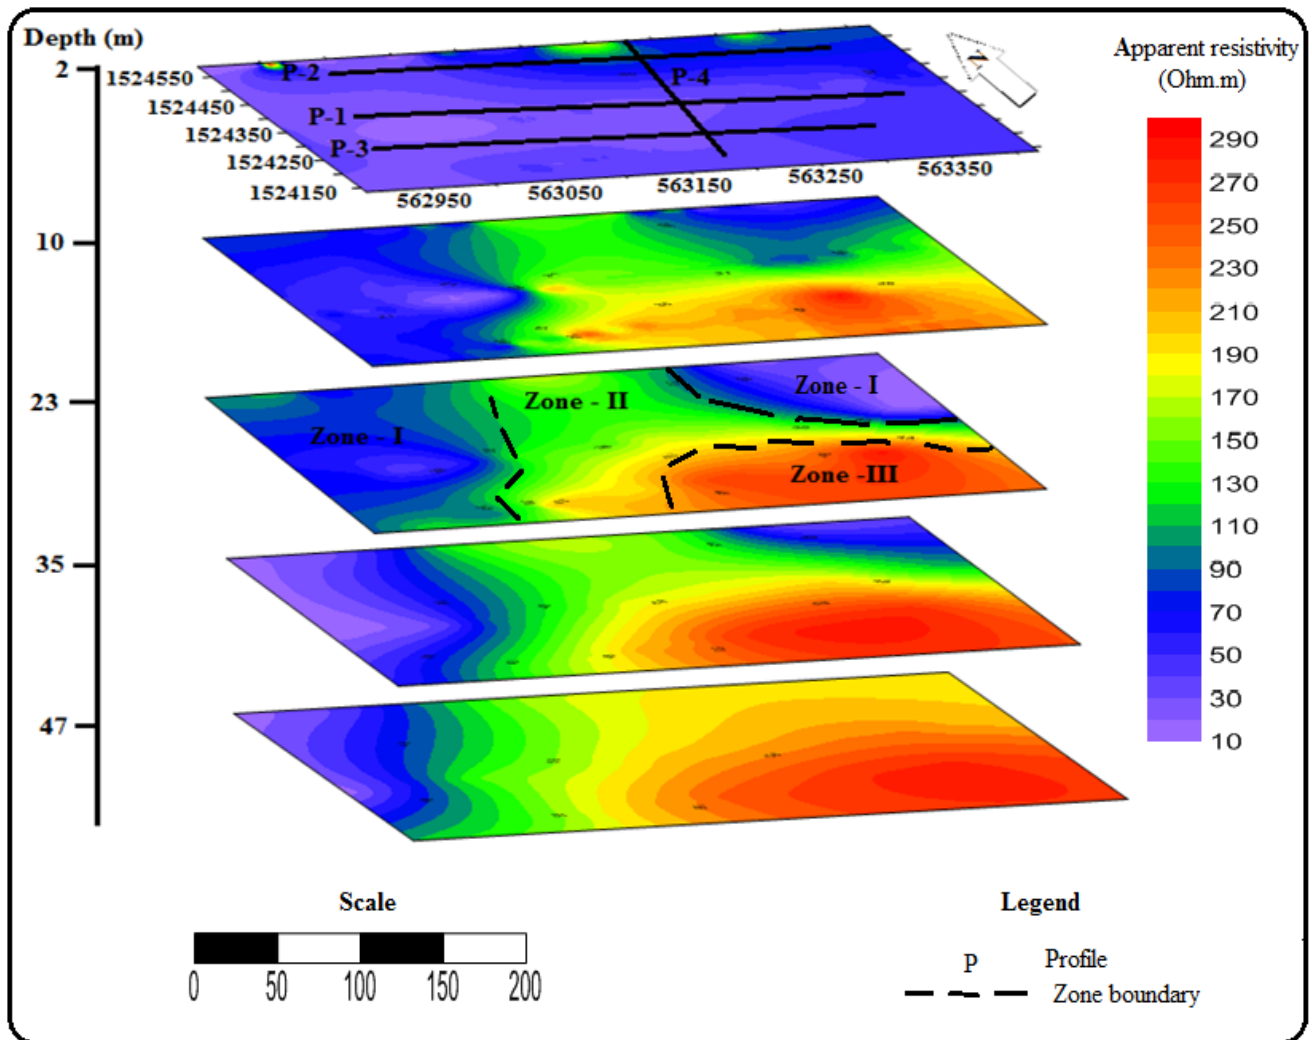 Depth (m)
2
10
23
35
47
1524550
1524450
1524350
1524250
1524150
562950
563050
563150
563250
563350
P-2
P-1
P-3
P-4
N
Apparent resistivity
(Ohm.m)
290
270
250
230
210
190
170
150
130
110
90
70
50
30
10
Zone - I
Zone - II
Zone - I
Zone -III
Scale
0 50 100 150 200
Legend
P Profile
Zone boundary